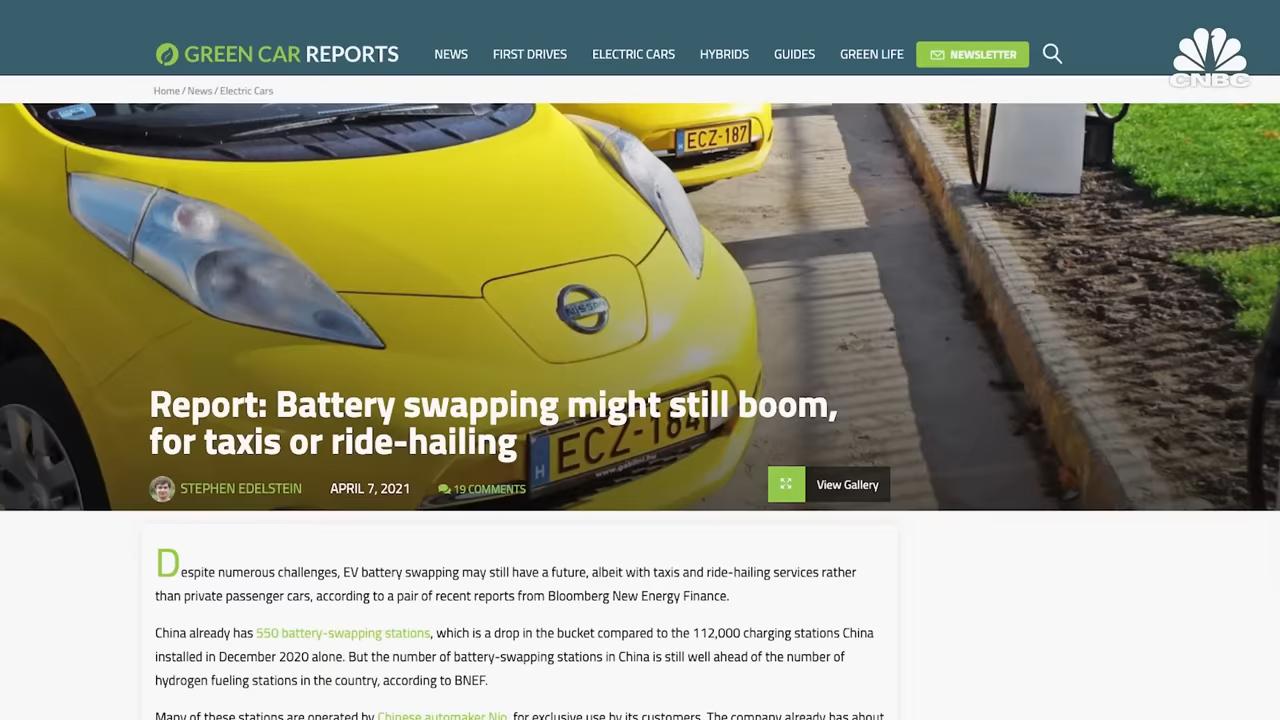 GREEN CAR REPORTS
NEWS
FIRST DRIVES
ELECTRIC CARS
HYBRIDS
GUIDES
GREEN LIFE
NEWSLETTER
CNBC
Home / News / Electric Cars
ECZ-187
NISSAN
Report: Battery swapping might still boom,
for taxis or ride-hailing
ECZ-184
H
www.gablini.hu
STEPHEN EDELSTEIN
APRIL 7, 2021
19 COMMENTS
View Gallery
Despite numerous challenges, EV battery swapping may still have a future, albeit with taxis and ride-hailing services rather
than private passenger cars, according to a pair of recent reports from Bloomberg New Energy Finance.
China already has 550 battery-swapping stations, which is a drop in the bucket compared to the 112,000 charging stations China
installed in December 2020 alone. But the number of battery-swapping stations in China is still well ahead of the number of
hydrogen fueling stations in the country, according to BNEF.
Many of these stations are operated by Chinese automaker Nio, for exclusive use by its customers. The company already has about